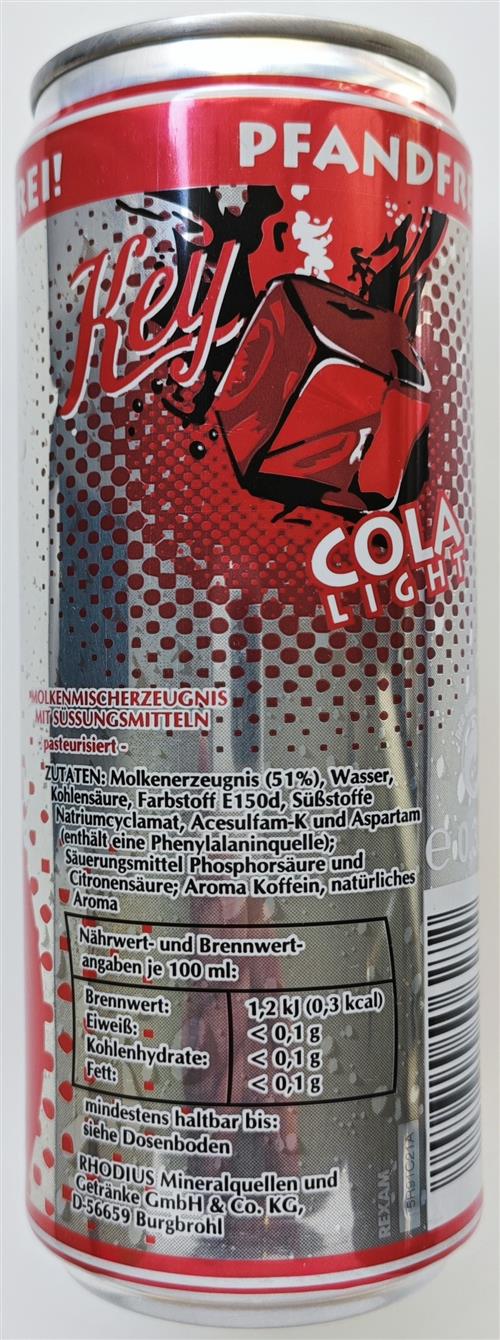 REI!
PFANDFR
Key
COLA
LIGHT
MOLKENMISCHERZEUGNIS
MIT SÜSSUNGSMITTELN
- pasteurisiert -
ZUTATEN: Molkenerzeugnis (51%), Wasser,
Kohlensäure, Farbstoff E150d, Süßstoffe
Natriumcyclamat, Acesulfam-K und Aspartam
(enthält eine Phenylalaninquelle);
Säuerungsmittel Phosphorsäure und
Citronensäure; Aroma Koffein, natürliches
Aroma
Nährwert- und Brennwert-
angaben je 100 ml:
Brennwert: 1,2 kJ (0,3 kcal)
Eiweiß: < 0,1 g
Kohlenhydrate: < 0,1 g
Fett: < 0,1 g
mindestens haltbar bis:
siehe Dosenboden
RHODIUS Mineralquellen und
Getränke GmbH & Co. KG,
D-56659 Burgbrohl
REXAM